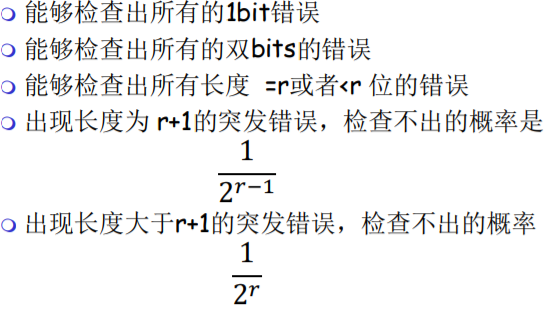 能够检查出所有的1bit错误
能够检查出所有的双bits的错误
能够检查出所有长度 =r或者<r 位的错误
出现长度为 r+1的突发错误，检查不出的概率是
1
2^{r−1}
出现长度大于r+1的突发错误，检查不出的概率
1
2^r